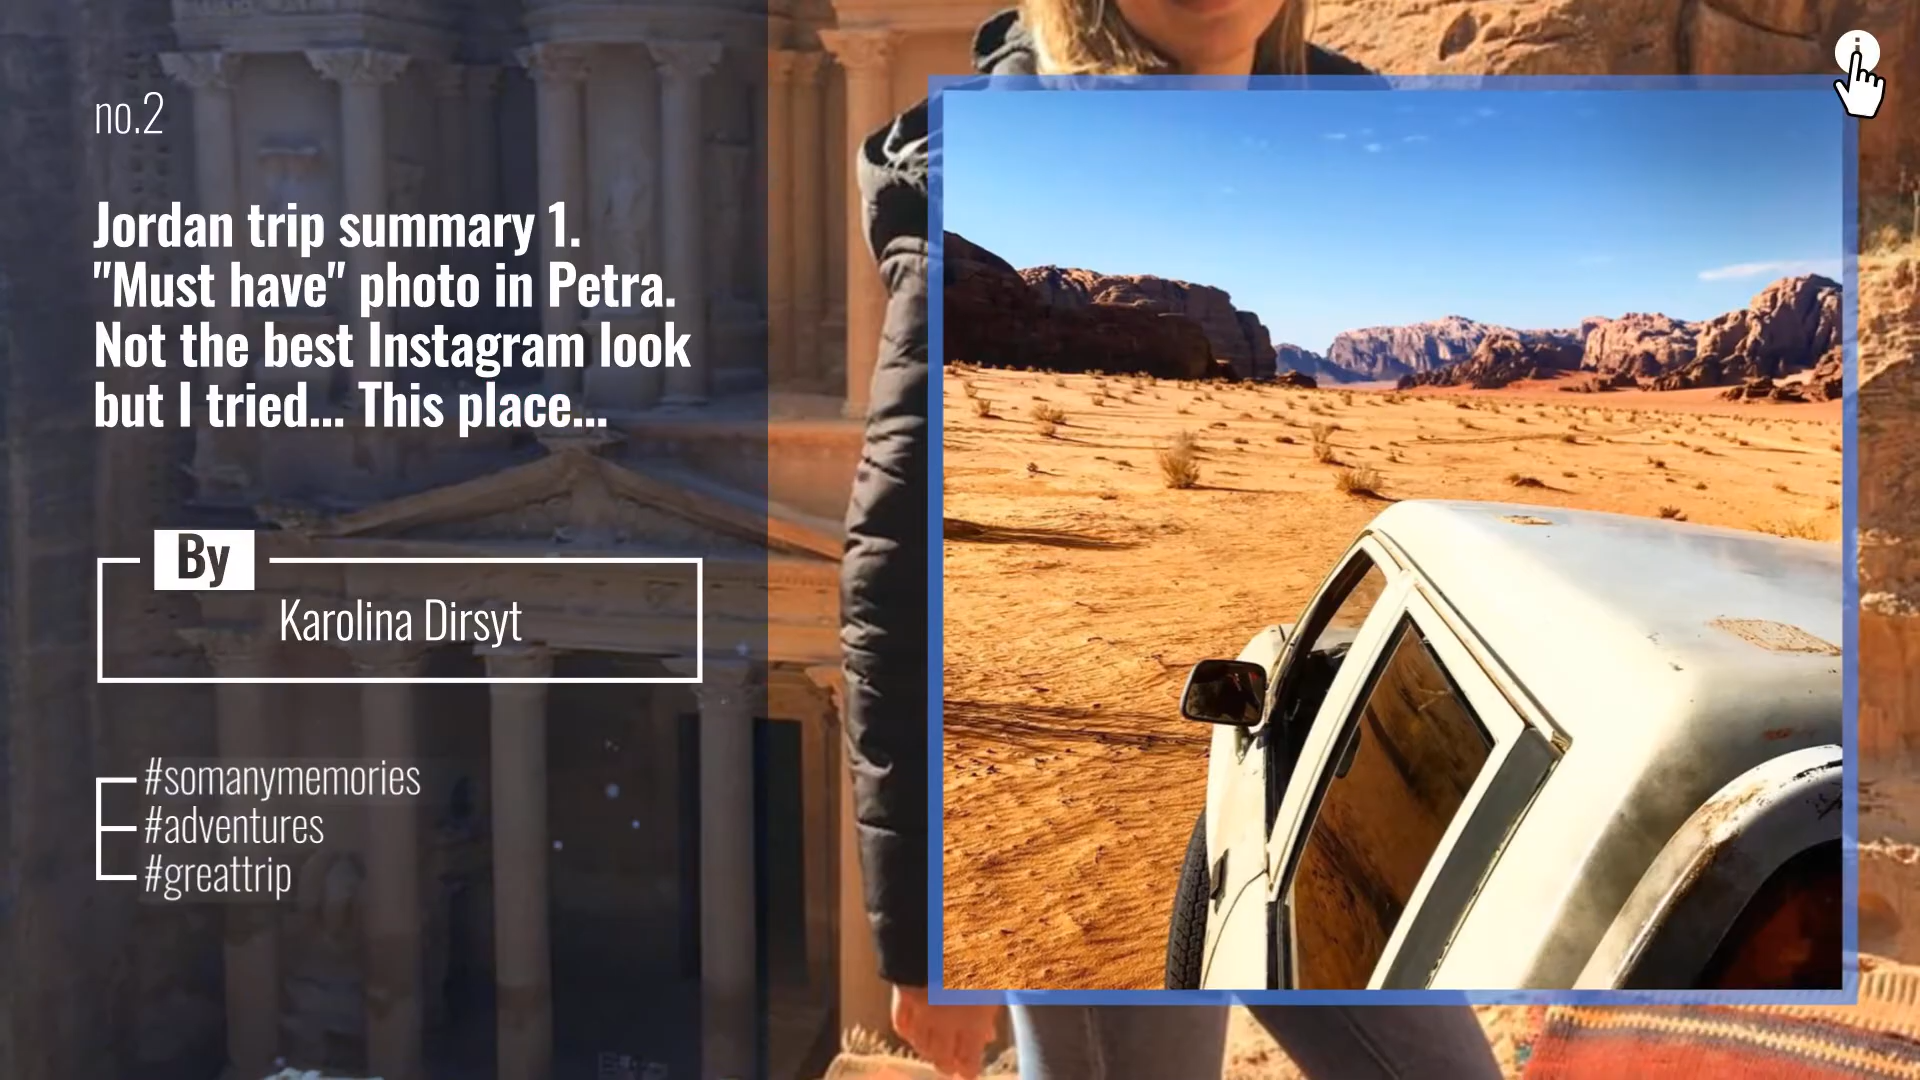 no.2
Jordan trip summary 1.
"Must have" photo in Petra.
Not the best Instagram look
but I tried... This place...
By
Karolina Dirsyt
#somanymemories
#adventures
#greattrip